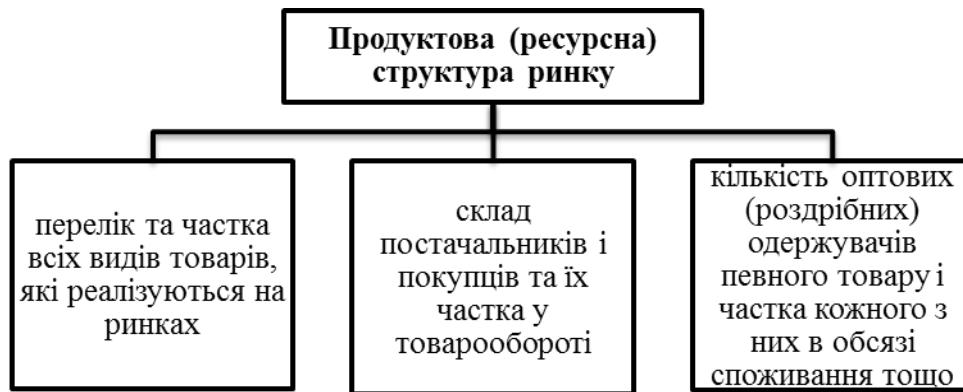 Продуктова (ресурсна)
структура ринку
перелік та частка
всіх видів товарів,
які реалізуються на
ринках
склад
постачальників і
покупців та їх
частка у
товарообороті
кількість оптових
(роздрібних)
одержувачів
певного товару і
частка кожного з
них в обсязі
споживання тощо